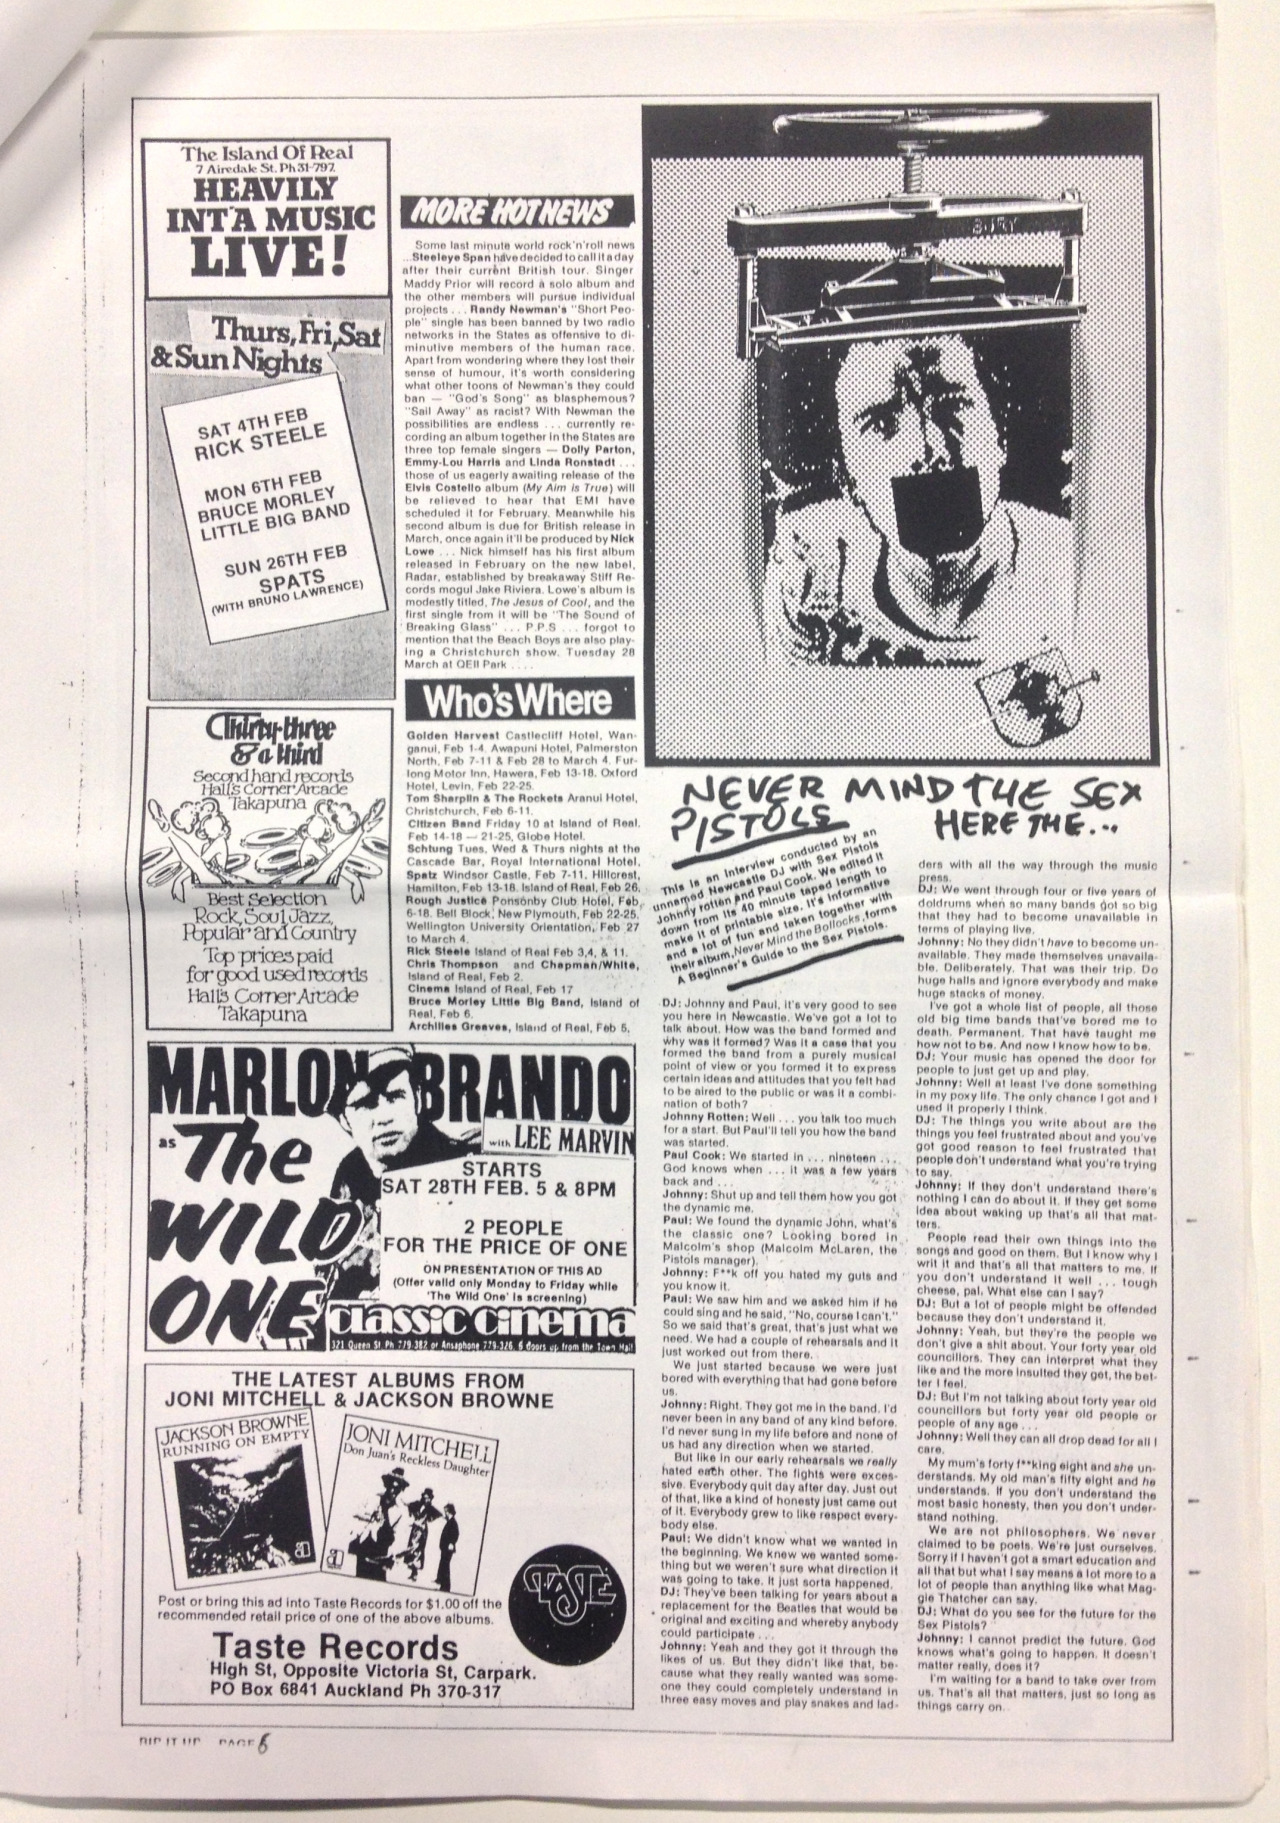 The Island Of Real
7 Airedale St. Ph 31-797.
HEAVILY
INT'A MUSIC
LIVE!
Thurs, Fri, Sat
& Sun Nights
SAT 4TH FEB
RICK STEELE
MON 6TH FEB
BRUCE MORLEY
LITTLE BIG BAND
SUN 26TH FEB
SPATS
(WITH BRUNO LAWRENCE)
Thirty-three
& a third
Second hand records
Hall's Corner Arcade
Takapuna
Best Selection
Rock, Soul Jazz,
Popular and Country
Top prices paid
for good used records
Hall's Corner Arcade
Takapuna
MORE HOT NEWS
Some last minute world rock'n'roll news
...Steeleye Span have decided to call it a day
after their current British tour. Singer
Maddy Prior will record a solo album and
the other members will pursue individual
projects . . . Randy Newman's "Short Peo-
ple" single has been banned by two radio
networks in the States as offensive to di-
minutive members of the human race.
Apart from wondering where they lost their
sense of humour, it's worth considering
what other toons of Newman's they could
ban — "God's Song" as blasphemous?
"Sail Away" as racist? With Newman the
possibilities are endless . . . currently re-
cording an album together in the States are
three top female singers — Dolly Parton,
Emmy-Lou Harris and Linda Ronstadt . . .
those of us eagerly awaiting release of the
Elvis Costello album (My Aim is True) will
be relieved to hear that EMI have
scheduled it for February. Meanwhile his
second album is due for British release in
March, once again it'll be produced by Nick
Lowe . . . Nick himself has his first album
released in February on the new label,
Radar, established by breakaway Stiff Re-
cords mogul Jake Riviera. Lowe's album is
modestly titled, The Jesus of Cool, and the
first single from it will be "The Sound of
Breaking Glass" . . . P.P.S . . . forgot to
mention that the Beach Boys are also play-
ing a Christchurch show. Tuesday 28
March at QEII Park . . . .
Who's Where
Golden Harvest Castlecliff Hotel, Wan-
ganui, Feb 1-4. Awapuni Hotel, Palmerston
North, Feb 7-11 & Feb 28 to March 4. Fur-
long Motor Inn, Hawera, Feb 13-18. Oxford
Hotel, Levin, Feb 22-25.
Tom Sharplin & The Rockets Aranui Hotel,
Christchurch, Feb 6-11.
Citizen Band Friday 10 at Island of Real.
Feb 14-18 — 21-25, Globe Hotel.
Schtung Tues, Wed & Thurs nights at the
Cascade Bar, Royal International Hotel.
Spatz Windsor Castle, Feb 7-11. Hillcrest,
Hamilton, Feb 13-18. Island of Real, Feb 26.
Rough Justice Ponsonby Club Hotel, Feb,
6-18. Bell Block, New Plymouth, Feb 22-25.
Wellington University Orientation, Feb 27
to March 4.
Rick Steele Island of Real Feb 3,4, & 11.
Chris Thompson and Chapman/White,
Island of Real, Feb 2.
Cinema Island of Real, Feb 17
Bruce Morley Little Big Band, Island of
Real, Feb 6.
Archilles Greaves, Island of Real, Feb 5.
MARLON BRANDO
as The
WILD
ONE
with LEE MARVIN
STARTS
SAT 28TH FEB. 5 & 8PM
2 PEOPLE
FOR THE PRICE OF ONE
ON PRESENTATION OF THIS AD
(Offer valid only Monday to Friday while
'The Wild One' is screening)
classic cinema
321 Queen St. Ph 779.382 or Ansaphone 779-326. 6 doors up from the Town Hall
THE LATEST ALBUMS FROM
JONI MITCHELL & JACKSON BROWNE
JACKSON BROWNE
RUNNING ON EMPTY
JONI MITCHELL
Don Juan's Reckless Daughter
Post or bring this ad into Taste Records for $1.00 off the
recommended retail price of one of the above albums.
TASTE
Taste Records
High St, Opposite Victoria St, Carpark.
PO Box 6841 Auckland Ph 370-317
NEVER MIND THE SEX
PISTOLS HERE THE...
This is an Interview conducted by an
unnamed Newcastle DJ with Sex Pistols
Johnny rotten and Paul Cook. We edited it
down from its 40 minute taped length to
make it of printable size. It's informative
and a lot of fun and taken together with
their album, Never Mind the Bollocks, forms
A Beginner's Guide to the Sex Pistols.
DJ: Johnny and Paul, it's very good to see
you here in Newcastle. We've got a lot to
talk about. How was the band formed and
why was it formed? Was it a case that you
formed the band from a purely musical
point of view or you formed it to express
certain ideas and attitudes that you felt had
to be aired to the public or was it a combi-
nation of both?
Johnny Rotten: Well . . . you talk too much
for a start. But Paul'll tell you how the band
was started.
Paul Cook: We started in . . . nineteen . . .
God knows when . . . it was a few years
back and . . .
Johnny: Shut up and tell them how you got
the dynamic me.
Paul: We found the dynamic John, what's
the classic one? Looking bored in
Malcolm's shop (Malcolm McLaren, the
Pistols manager).
Johnny: F**k off you hated my guts and
you know it.
Paul: We saw him and we asked him if he
could sing and he said, "No, course I can't."
So we said that's great, that's just what we
need. We had a couple of rehearsals and it
just worked out from there.
We just started because we were just
bored with everything that had gone before
us.
Johnny: Right. They got me in the band. I'd
never been in any band of any kind before.
I'd never sung in my life before and none of
us had any direction when we started.
But like in our early rehearsals we really
hated each other. The fights were exces-
sive. Everybody quit day after day. Just out
of that, like a kind of honesty just came out
of it. Everybody grew to like respect every-
body else.
Paul: We didn't know what we wanted in
the beginning. We knew we wanted some-
thing but we weren't sure what direction it
was going to take. It just sorta happened.
DJ: They've been talking for years about a
replacement for the Beatles that would be
original and exciting and whereby anybody
could participate . . .
Johnny: Yeah and they got it through the
likes of us. But they didn't like that, be-
cause what they really wanted was some-
one they could completely understand in
three easy moves and play snakes and lad-
ders with all the way through the music
press.
DJ: We went through four or five years of
doldrums when so many bands got so big
that they had to become unavailable in
terms of playing live.
Johnny: No they didn't have to become un-
available. They made themselves unavaila-
ble. Deliberately. That was their trip. Do
huge halls and ignore everybody and make
huge stacks of money.
I've got a whole list of people, all those
old big time bands that've bored me to
death. Permanent. That have taught me
how not to be. And now I know how to be.
DJ: Your music has opened the door for
people to just get up and play.
Johnny: Well at least I've done something
in my poxy life. The only chance I got and I
used it properly I think.
DJ: The things you write about are the
things you feel frustrated about and you've
got good reason to feel frustrated that
people don't understand what you're trying
to say.
Johnny: If they don't understand there's
nothing I can do about it. If they get some
idea about waking up that's all that mat-
ters.
People read their own things into the
songs and good on them. But I know why I
writ it and that's all that matters to me. If
you don't understand it well . . . tough
cheese, pal. What else can I say?
DJ: But a lot of people might be offended
because they don't understand it.
Johnny: Yeah, but they're the people we
don't give a shit about. Your forty year old
councillors. They can interpret what they
like and the more insulted they get, the bet-
ter I feel.
DJ: But I'm not talking about forty year old
councillors but forty year old people or
people of any age . . .
Johnny: Well they can all drop dead for all I
care.
My mum's forty f**king eight and she un-
derstands. My old man's fifty eight and he
understands. If you don't understand the
most basic honesty, then you don't under-
stand nothing.
We are not philosophers. We never
claimed to be poets. We're just ourselves.
Sorry if I haven't got a smart education and
all that but what I say means a lot more to a
lot of people than anything like what Mag-
gie Thatcher can say.
DJ: What do you see for the future for the
Sex Pistols?
Johnny: I cannot predict the future. God
knows what's going to happen. It doesn't
matter really, does it?
I'm waiting for a band to take over from
us. That's all that matters, just so long as
things carry on.
RIP IT UP PAGE 6